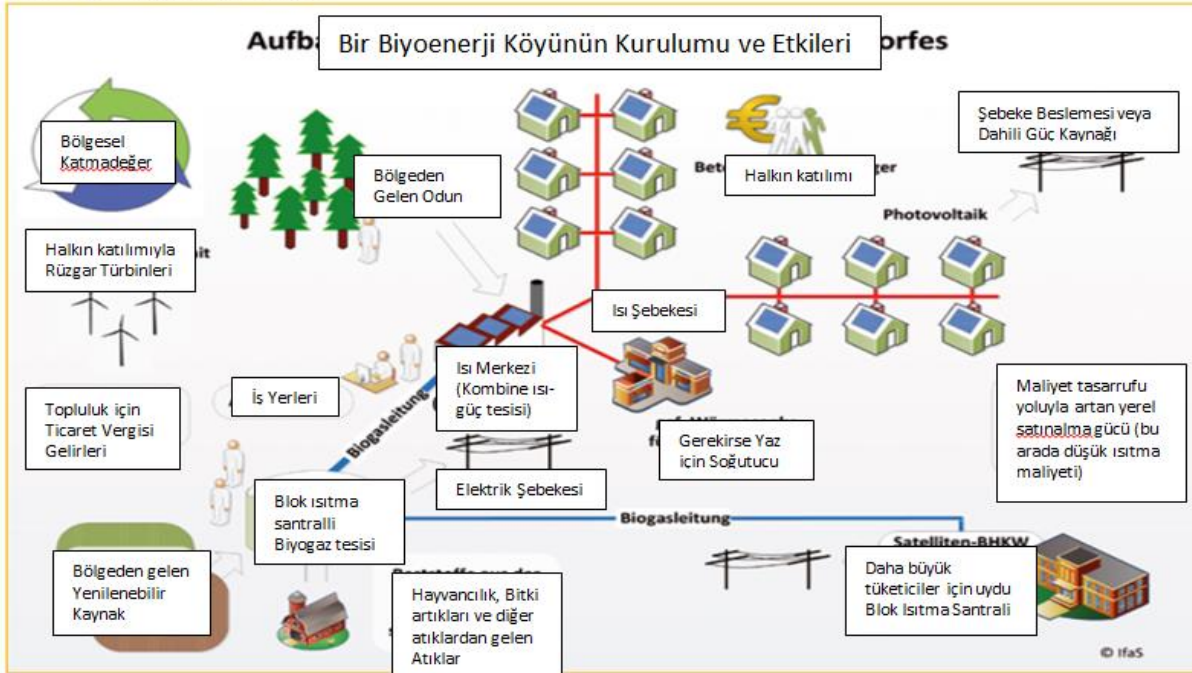 Bir Biyoenerji Köyünün Kurulumu ve Etkileri
Bölgesel
Katmadeğer
Bölgeden
Gelen Odun
Halkın katılımı
Şebeke Beslemesi veya
Dahili Güç Kaynağı
Photovoltaik
Halkın katılımıyla
Rüzgar Türbinleri
Isı Şebekesi
Isı Merkezi
(Kombine ısı-
güç tesisi)
İş Yerleri
Topluluk için
Ticaret Vergisi
Gelirleri
Biogasleitung
Gerekirse Yaz
için Soğutucu
Maliyet tasarrufu
yoluyla artan yerel
satınalma gücü (bu
arada düşük ısıtma
maliyeti)
Elektrik Şebekesi
Blok ısıtma
santralli
Biyogaz tesisi
Biogasleitung
Satelliten-BHKW
Bölgeden gelen
Yenilenebilir
Kaynak
Hayvancılık, Bitki
artıkları ve diğer
atıklardan gelen
Atıklar
Daha büyük
tüketiciler için uydu
Blok Isıtma Santrali
© IfaS